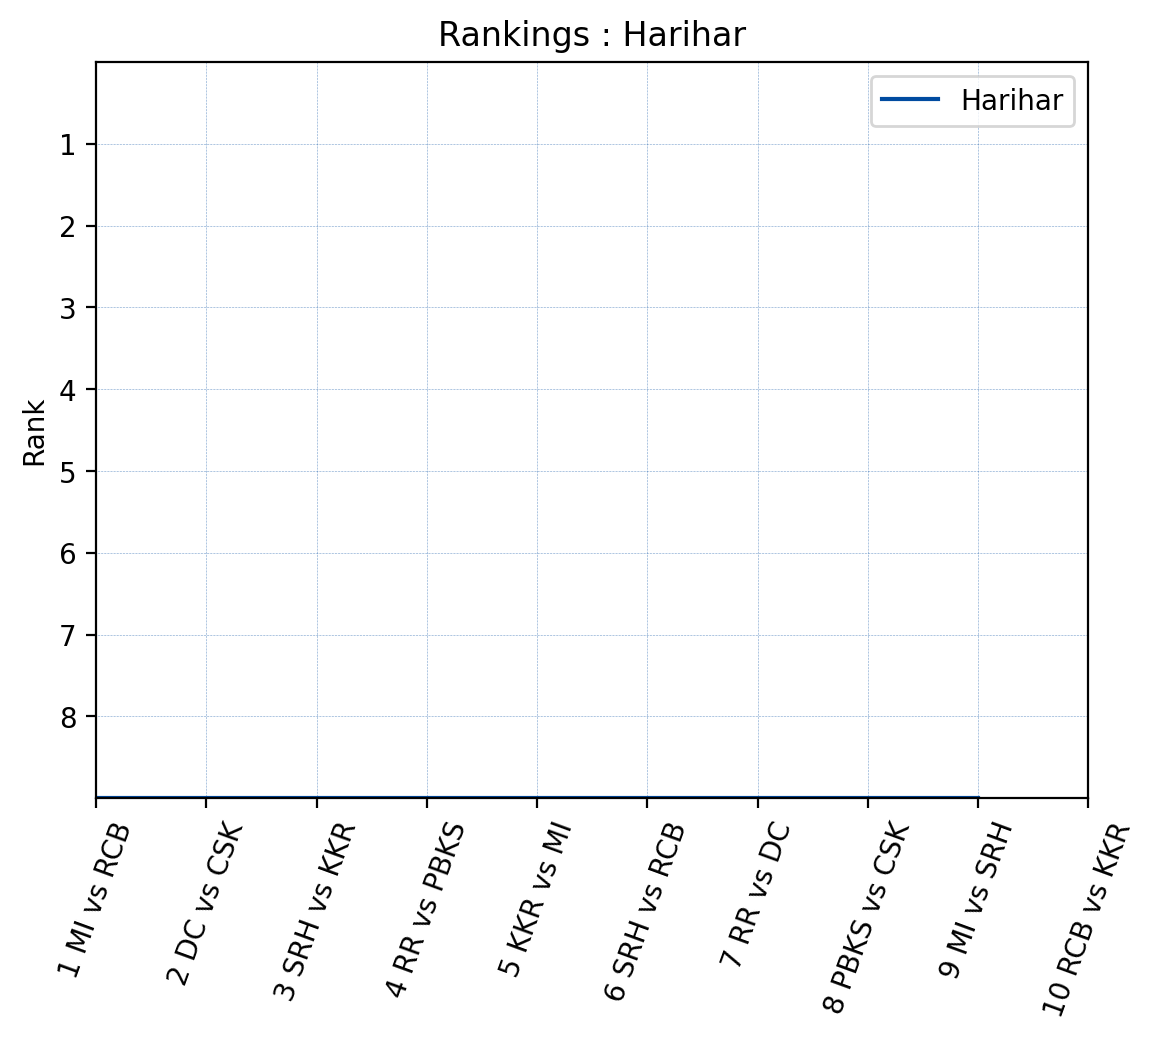 Rankings : Harihar
Harihar
Rank
1
2
3
4
5
6
7
8
1 MI vs RCB
2 DC vs CSK
3 SRH vs KKR
4 RR vs PBKS
5 KKR vs MI
6 SRH vs RCB
7 RR vs DC
8 PBKS vs CSK
9 MI vs SRH
10 RCB vs KKR